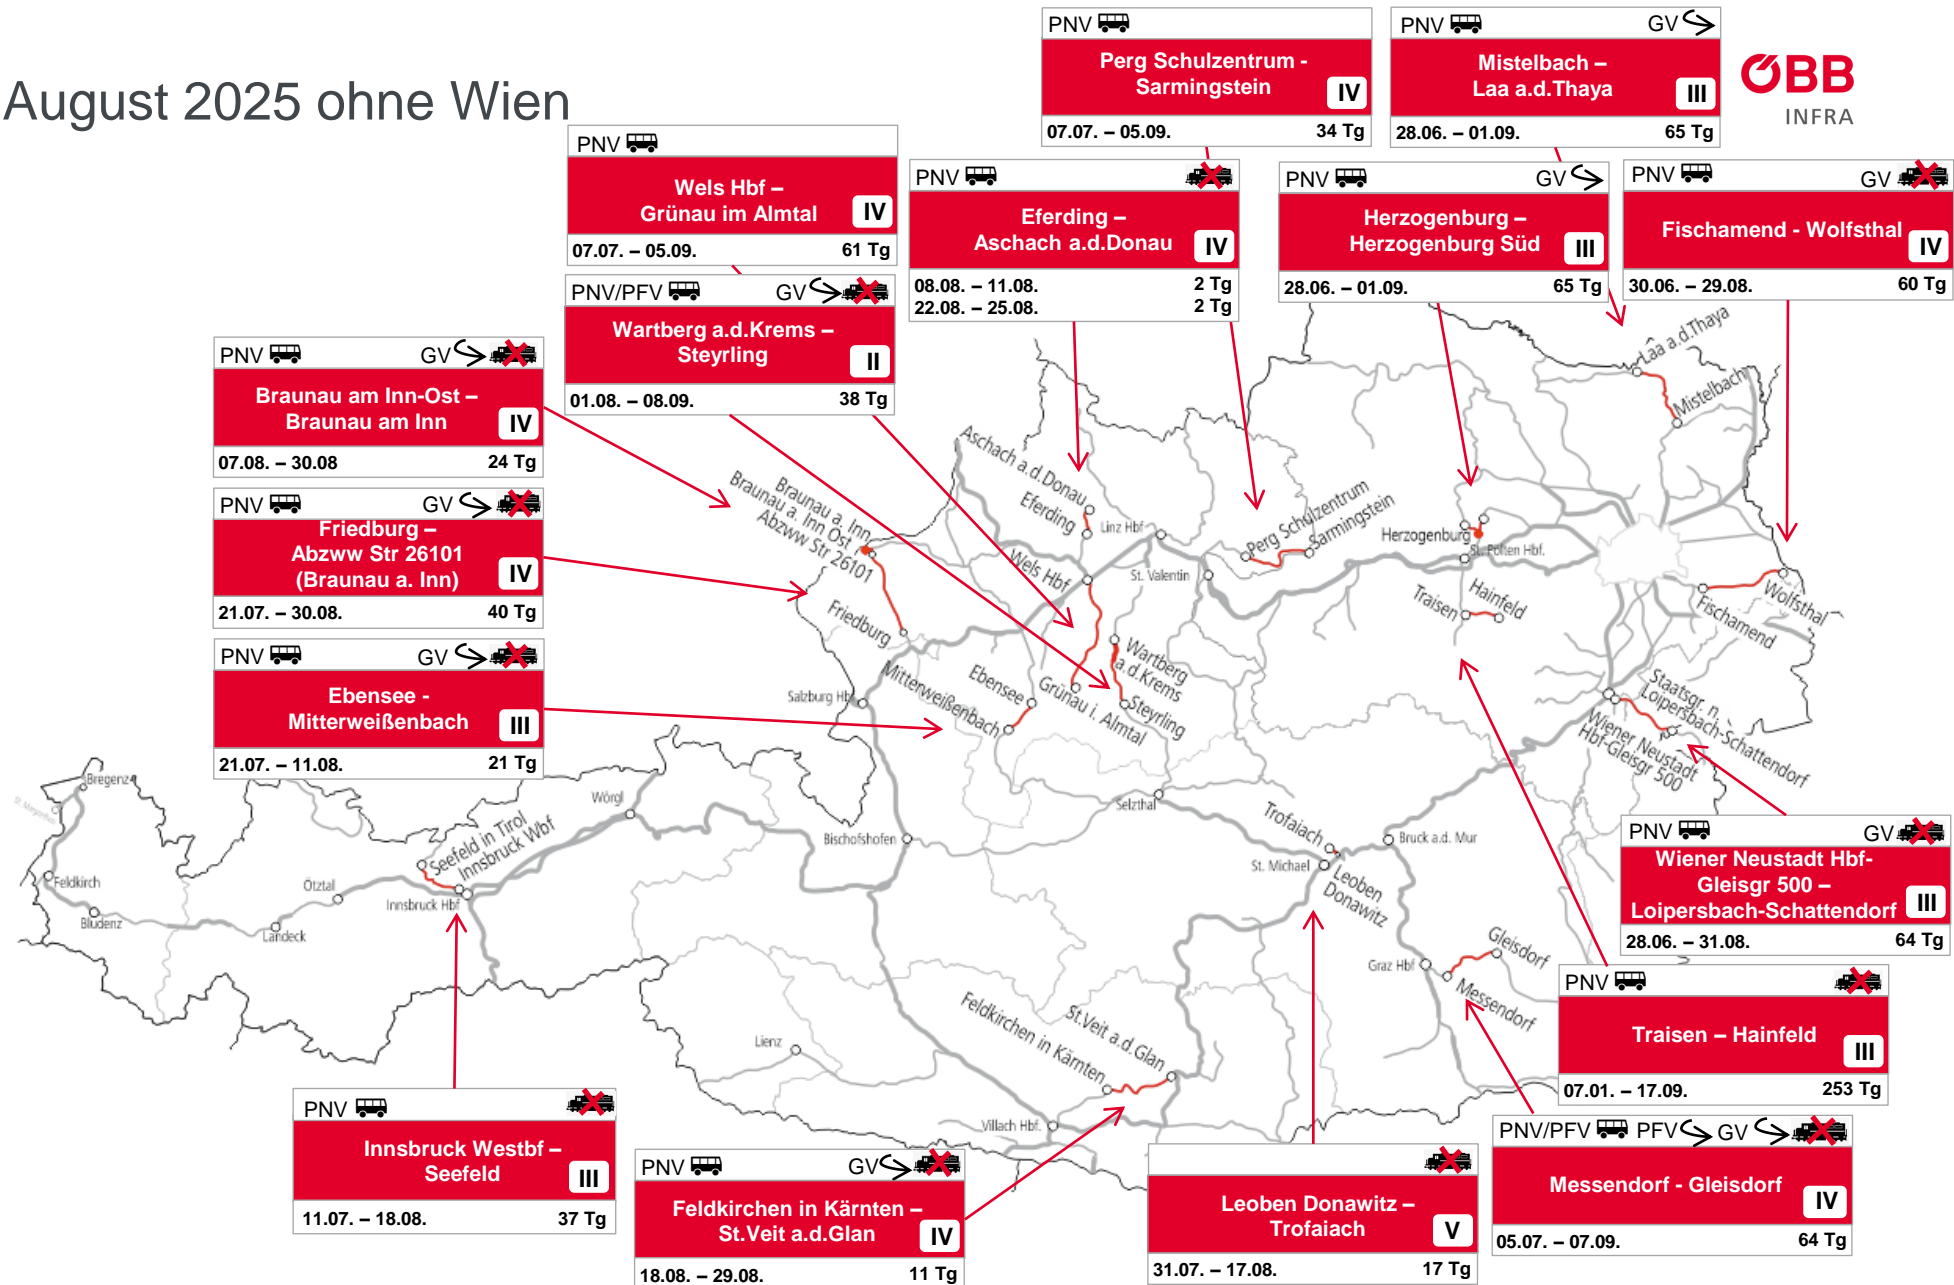 August 2025 ohne Wien
ÖBB
INFRA
PNV
Perg Schulzentrum -
Sarmingstein
IV
07.07. – 05.09. 34 Tg
PNV GV
Mistelbach –
Laa a.d.Thaya
III
28.06. – 01.09. 65 Tg
PNV
Wels Hbf –
Grünau im Almtal
IV
07.07. – 05.09. 61 Tg
PNV
Eferding –
Aschach a.d.Donau
IV
08.08. – 11.08. 2 Tg
22.08. – 25.08. 2 Tg
PNV GV
Herzogenburg –
Herzogenburg Süd
III
28.06. – 01.09. 65 Tg
PNV GV
Fischamend - Wolfsthal
IV
30.06. – 29.08. 60 Tg
PNV/PFV GV
Wartberg a.d.Krems –
Steyrling
II
01.08. – 08.09. 38 Tg
PNV GV
Braunau am Inn-Ost –
Braunau am Inn
IV
07.08. – 30.08 24 Tg
PNV GV
Friedburg –
Abzww Str 26101
(Braunau a. Inn)
IV
21.07. – 30.08. 40 Tg
PNV GV
Ebensee -
Mitterweißenbach
III
21.07. – 11.08. 21 Tg
PNV GV
Wiener Neustadt Hbf-
Gleisgr 500 –
Loipersbach-Schattendorf
III
28.06. – 31.08. 64 Tg
PNV
Traisen – Hainfeld
III
07.01. – 17.09. 253 Tg
PNV/PFV PFV GV
Messendorf - Gleisdorf
IV
05.07. – 07.09. 64 Tg
PNV
Innsbruck Westbf –
Seefeld
III
11.07. – 18.08. 37 Tg
PNV GV
Feldkirchen in Kärnten –
St.Veit a.d.Glan
IV
18.08. – 29.08. 11 Tg
Leoben Donawitz –
Trofaiach
V
31.07. – 17.08. 17 Tg
Laa a.d.Thaya
Mistelbach
Aschach a.d.Donau
Eferding
Linz Hbf
Braunau a. Inn
Braunau a. Inn Ost
Abzww Str 26101
Friedburg
Wels Hbf
St. Valentin
Perg Schulzentrum
Sarmingstein
Herzogenburg
St. Pölten Hbf.
Traisen
Hainfeld
Fischamend
Wolfsthal
Salzburg Hbf
Mitterweißenbach
Ebensee
Grünau i. Almtal
Wartberg
a.d.Krems
Steyrling
Staatsgr. n.
Loipersbach-Schattendorf
Wiener Neustadt
Hbf-Gleisgr 500
Bregenz
St. Margrethen
Feldkirch
Bludenz
Landeck
Ötztal
Seefeld in Tirol
Innsbruck Wbf
Innsbruck Hbf
Wörgl
Bischofshofen
Selzthal
Trofaiach
St. Michael
Leoben
Donawitz
Bruck a.d. Mur
Graz Hbf
Gleisdorf
Messendorf
Lienz
Feldkirchen in Kärnten
St.Veit a.d.Glan
Villach Hbf.